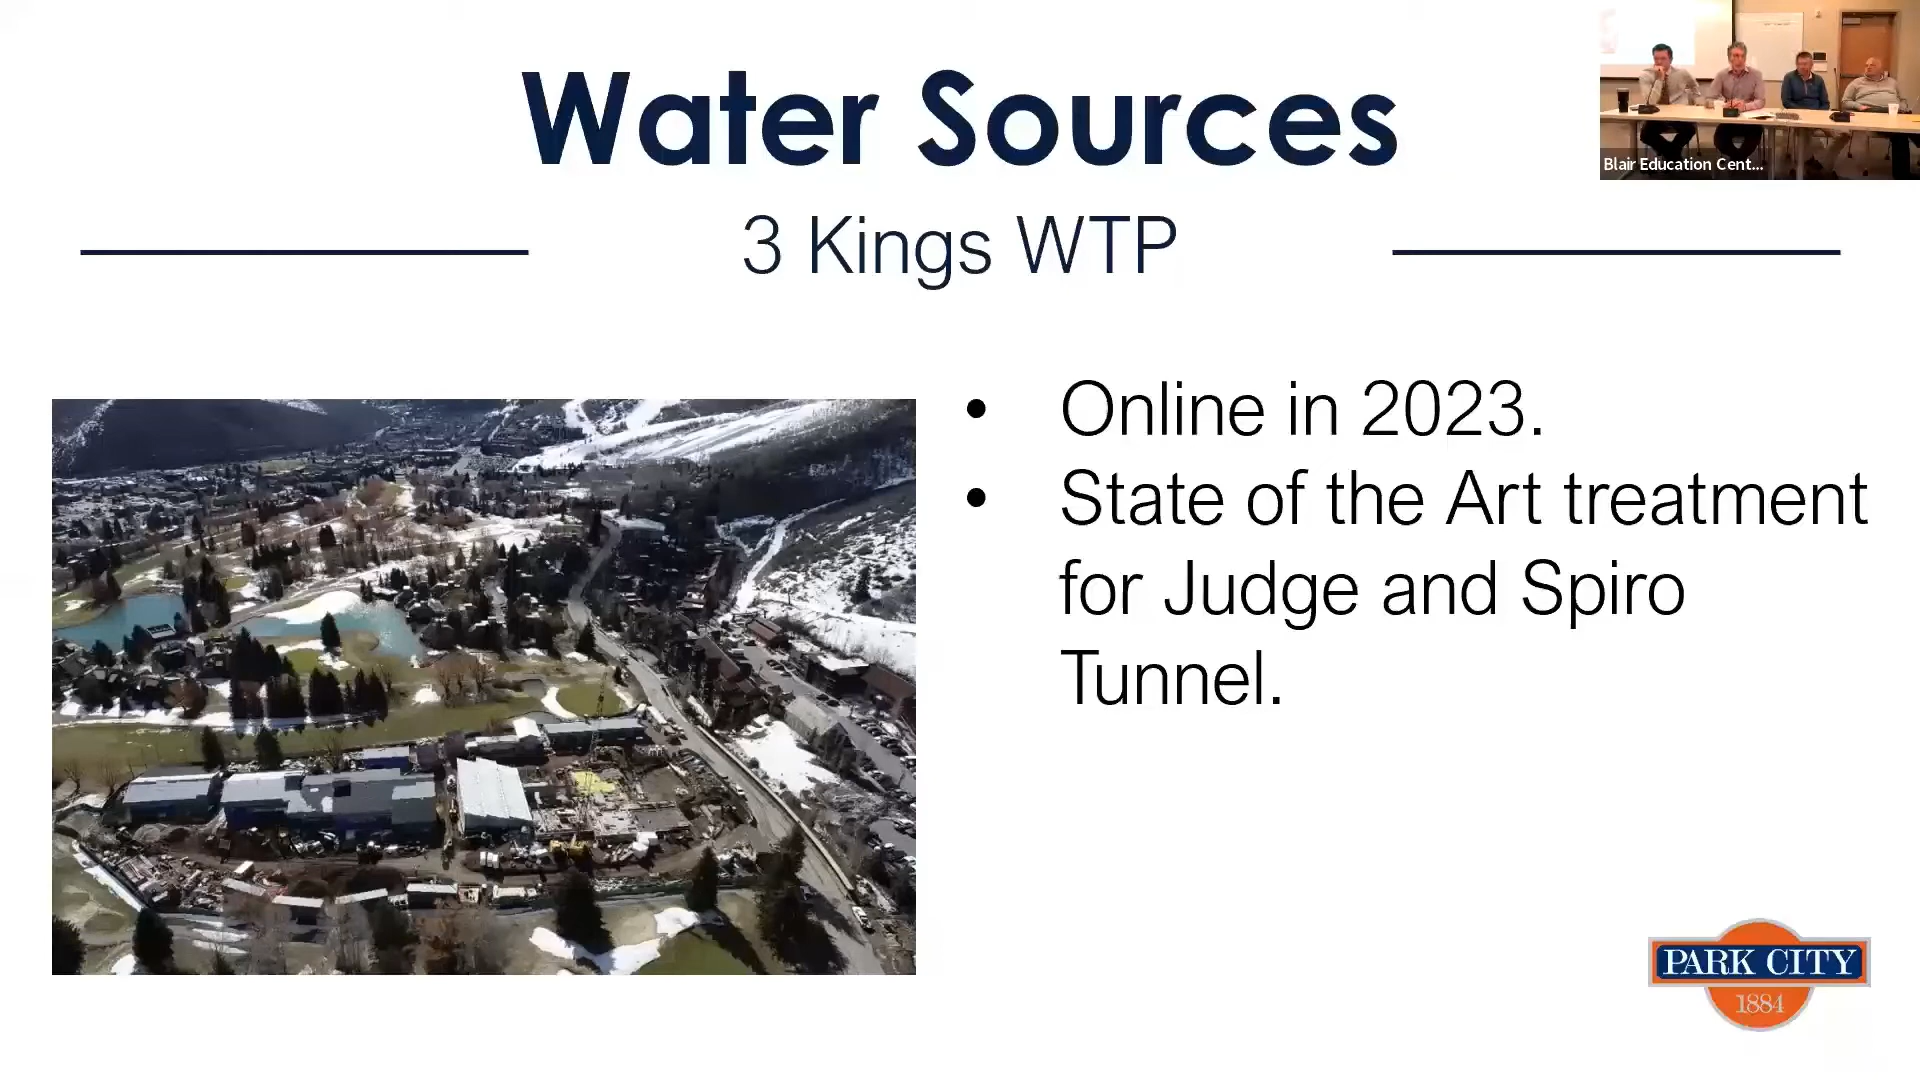 Water Sources
3 Kings WTP
Blair Education Cent...
• Online in 2023.
• State of the Art treatment
for Judge and Spiro
Tunnel.
PARK CITY
1884